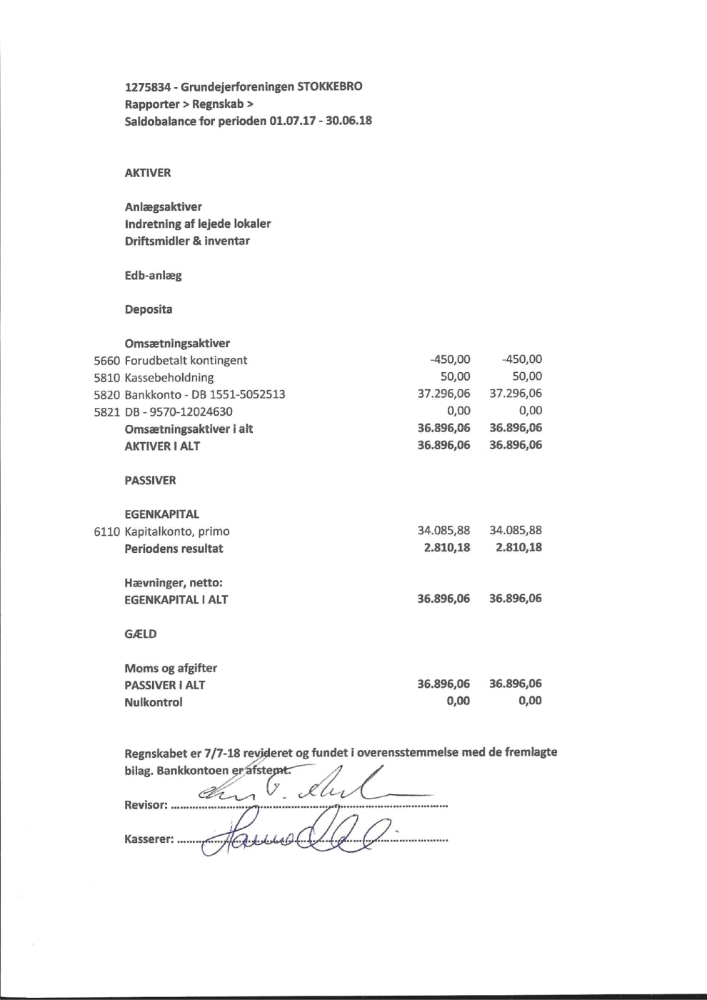 1275834 - Grundejerforeningen STOKKEBRO
Rapporter > Regnskab >
Saldobalance for perioden 01.07.17 - 30.06.18
AKTIVER
Anlægsaktiver
Indretning af lejede lokaler
Driftsmidler & inventar
Edb-anlæg
Deposita
Omsætningsaktiver
5660 Forudbetalt kontingent -450,00 -450,00
5810 Kassebeholdning 50,00 50,00
5820 Bankkonto - DB 1551-5052513 37.296,06 37.296,06
5821 DB - 9570-12024630 0,00 0,00
Omsætningsaktiver i alt 36.896,06 36.896,06
AKTIVER I ALT 36.896,06 36.896,06
PASSIVER
EGENKAPITAL
6110 Kapitalkonto, primo 34.085,88 34.085,88
Periodens resultat 2.810,18 2.810,18
Hævninger, netto:
EGENKAPITAL I ALT 36.896,06 36.896,06
GÆLD
Moms og afgifter
PASSIVER I ALT 36.896,06 36.896,06
Nulkontrol 0,00 0,00
Regnskabet er 7/7-18 revideret og fundet i overensstemmelse med de fremlagte
bilag. Bankkontoen er afstemt.
Revisor:
Kasserer: